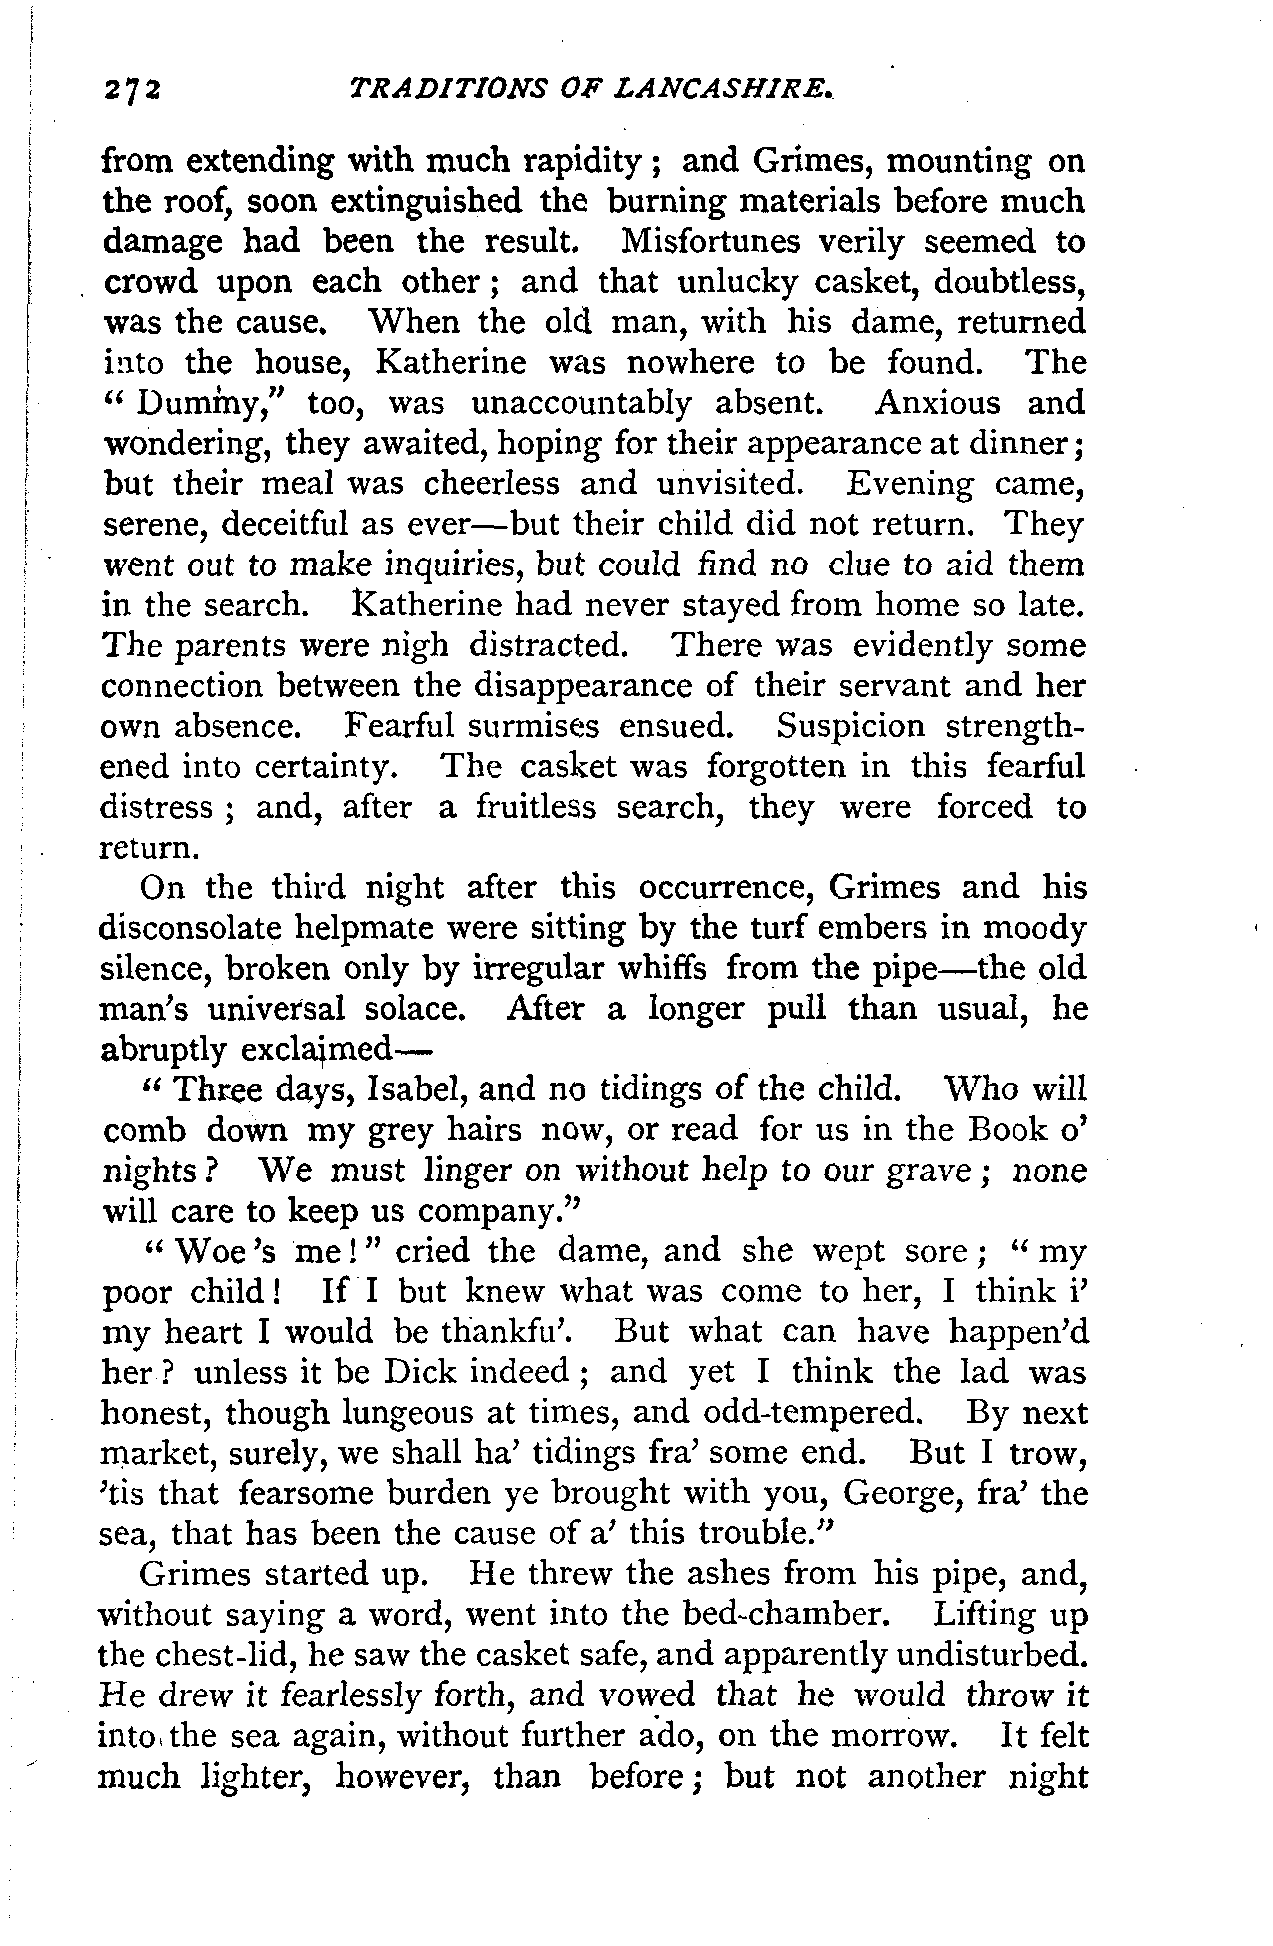 272 TRADITIONS OF LANCASHIRE.
from extending with much rapidity ; and Grimes, mounting on
the roof, soon extinguished the burning materials before much
damage had been the result. Misfortunes verily seemed to
crowd upon each other ; and that unlucky casket, doubtless,
was the cause. When the old man, with his dame, returned
into the house, Katherine was nowhere to be found. The
“ Dummy,” too, was unaccountably absent. Anxious and
wondering, they awaited, hoping for their appearance at dinner ;
but their meal was cheerless and unvisited. Evening came,
serene, deceitful as ever—but their child did not return. They
went out to make inquiries, but could find no clue to aid them
in the search. Katherine had never stayed from home so late.
The parents were nigh distracted. There was evidently some
connection between the disappearance of their servant and her
own absence. Fearful surmises ensued. Suspicion strength-
ened into certainty. The casket was forgotten in this fearful
distress ; and, after a fruitless search, they were forced to
return.
On the third night after this occurrence, Grimes and his
disconsolate helpmate were sitting by the turf embers in moody
silence, broken only by irregular whiffs from the pipe—the old
man’s universal solace. After a longer pull than usual, he
abruptly exclaimed—
“ Three days, Isabel, and no tidings of the child. Who will
comb down my grey hairs now, or read for us in the Book o’
nights ? We must linger on without help to our grave ; none
will care to keep us company.”
“ Woe ’s me ! ” cried the dame, and she wept sore ; “ my
poor child ! If I but knew what was come to her, I think i’
my heart I would be thankfu’. But what can have happen’d
her ? unless it be Dick indeed ; and yet I think the lad was
honest, though lungeous at times, and odd-tempered. By next
market, surely, we shall ha’ tidings fra’ some end. But I trow,
’tis that fearsome burden ye brought with you, George, fra’ the
sea, that has been the cause of a’ this trouble.”
Grimes started up. He threw the ashes from his pipe, and,
without saying a word, went into the bed-chamber. Lifting up
the chest-lid, he saw the casket safe, and apparently undisturbed.
He drew it fearlessly forth, and vowed that he would throw it
into the sea again, without further ado, on the morrow. It felt
much lighter, however, than before ; but not another night